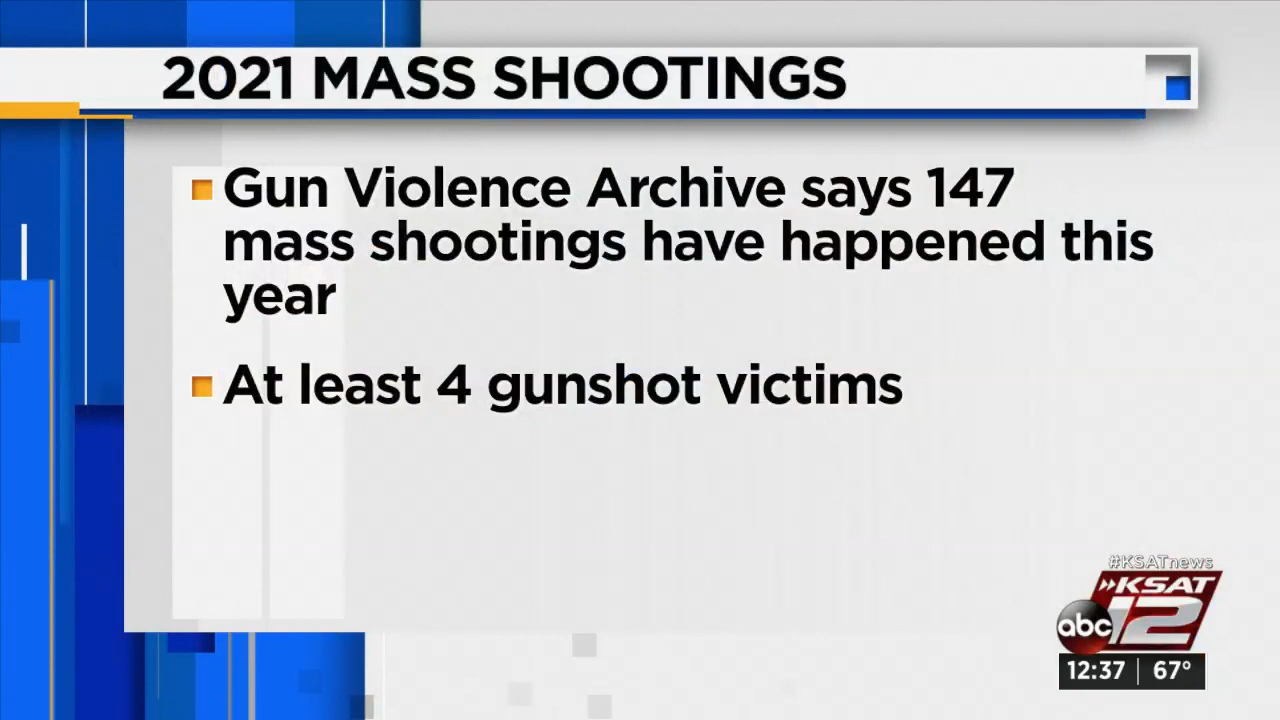 2021 MASS SHOOTINGS
Gun Violence Archive says 147
mass shootings have happened this
year
At least 4 gunshot victims
#KSATnews
KSAT
abc 12
12:37 67°